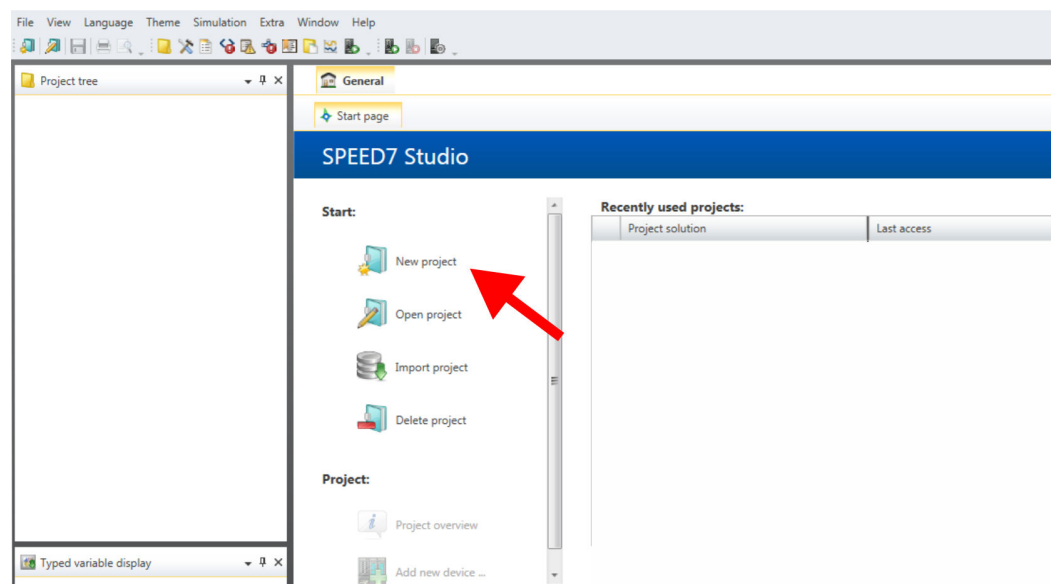 File View Language Theme Simulation Extra Window Help
Project tree
General
Start page
SPEED7 Studio
Start:
Recently used projects:
Project solution Last access
New project
Open project
Import project
Delete project
Project:
Project overview
Add new device ...
Typed variable display